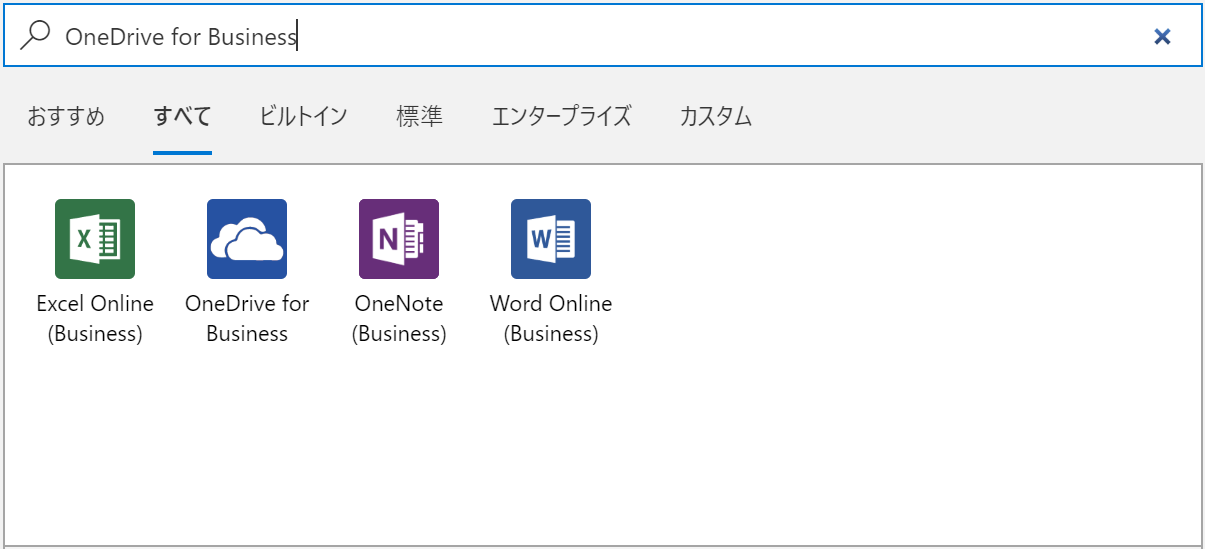 OneDrive for Business
おすすめ すべて ビルトイン 標準 エンタープライズ カスタム
X
N
W
Excel Online
(Business)
OneDrive for
Business
OneNote
(Business)
Word Online
(Business)